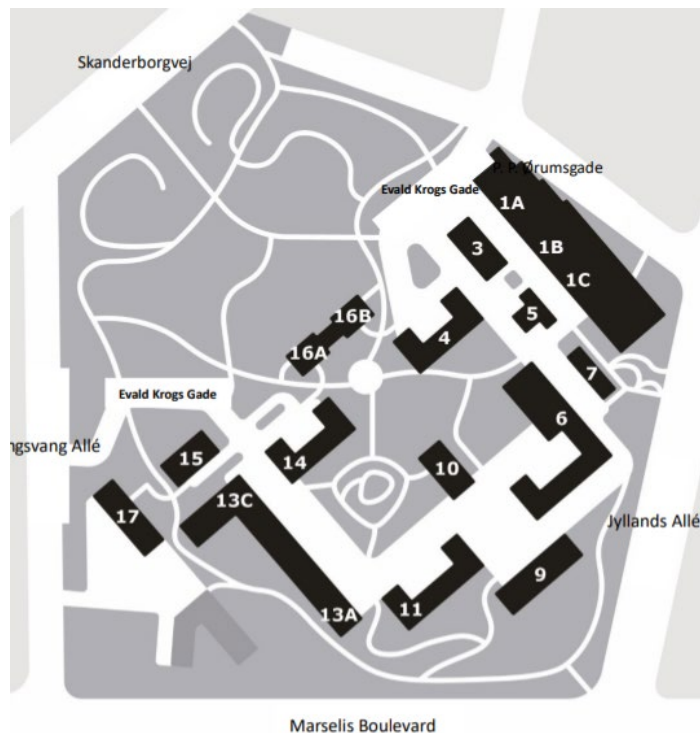 Skanderborgvej
P. P. Ørumsgade
Evald Krogs Gade
1A
1B
3
1C
16B
5
4
16A
7
Evald Krogs Gade
6
ngsvang Allé
15
14
10
13C
17
Jyllands Allé
9
11
13A
Marselis Boulevard